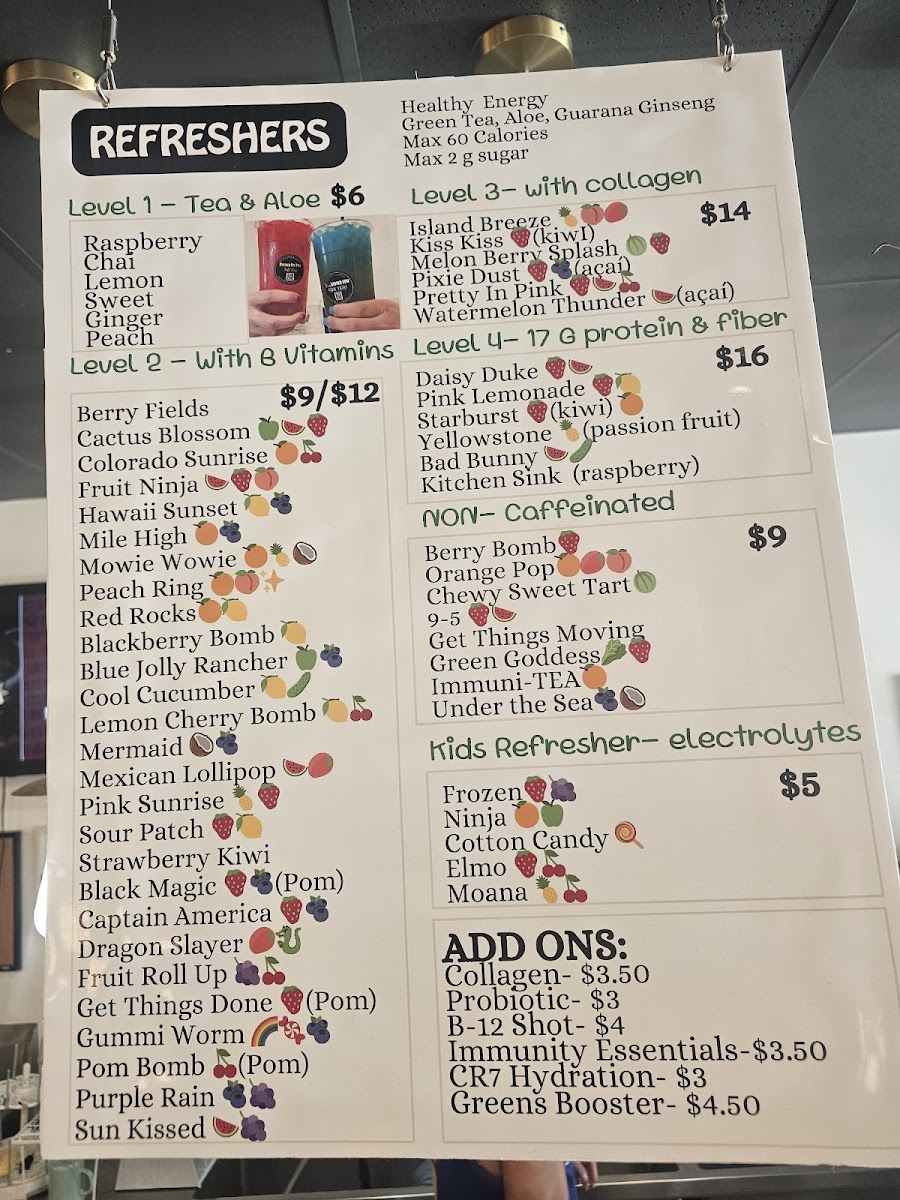 REFRESHERS
Healthy Energy
Green Tea, Aloe, Guarana Ginseng
Max 60 Calories
Max 2 g sugar
Level 1 – Tea & Aloe $6
Raspberry
Chai
Lemon
Sweet
Ginger
Peach
Level 2 – With B Vitamins
$9/$12
Berry Fields
Cactus Blossom
Colorado Sunrise
Fruit Ninja
Hawaii Sunset
Mile High
Mowie Wowie
Peach Ring
Red Rocks
Blackberry Bomb
Blue Jolly Rancher
Cool Cucumber
Lemon Cherry Bomb
Mermaid
Mexican Lollipop
Pink Sunrise
Sour Patch
Strawberry Kiwi
Black Magic (Pom)
Captain America
Dragon Slayer
Fruit Roll Up
Get Things Done (Pom)
Gummi Worm
Pom Bomb (Pom)
Purple Rain
Sun Kissed
Level 3– with collagen
$14
Island Breeze
Kiss Kiss (kiwI)
Melon Berry Splash
Pixie Dust (açaí)
Pretty In Pink
Watermelon Thunder (açaí)
Level 4– 17 G protein & fiber
$16
Daisy Duke
Pink Lemonade
Starburst (kiwi)
Yellowstone (passion fruit)
Bad Bunny
Kitchen Sink (raspberry)
NON– Caffeinated
$9
Berry Bomb
Orange Pop
Chewy Sweet Tart
9-5
Get Things Moving
Green Goddess
Immuni-TEA
Under the Sea
Kids Refresher– electrolytes
$5
Frozen
Ninja
Cotton Candy
Elmo
Moana
ADD ONS:
Collagen- $3.50
Probiotic- $3
B-12 Shot- $4
Immunity Essentials-$3.50
CR7 Hydration- $3
Greens Booster- $4.50